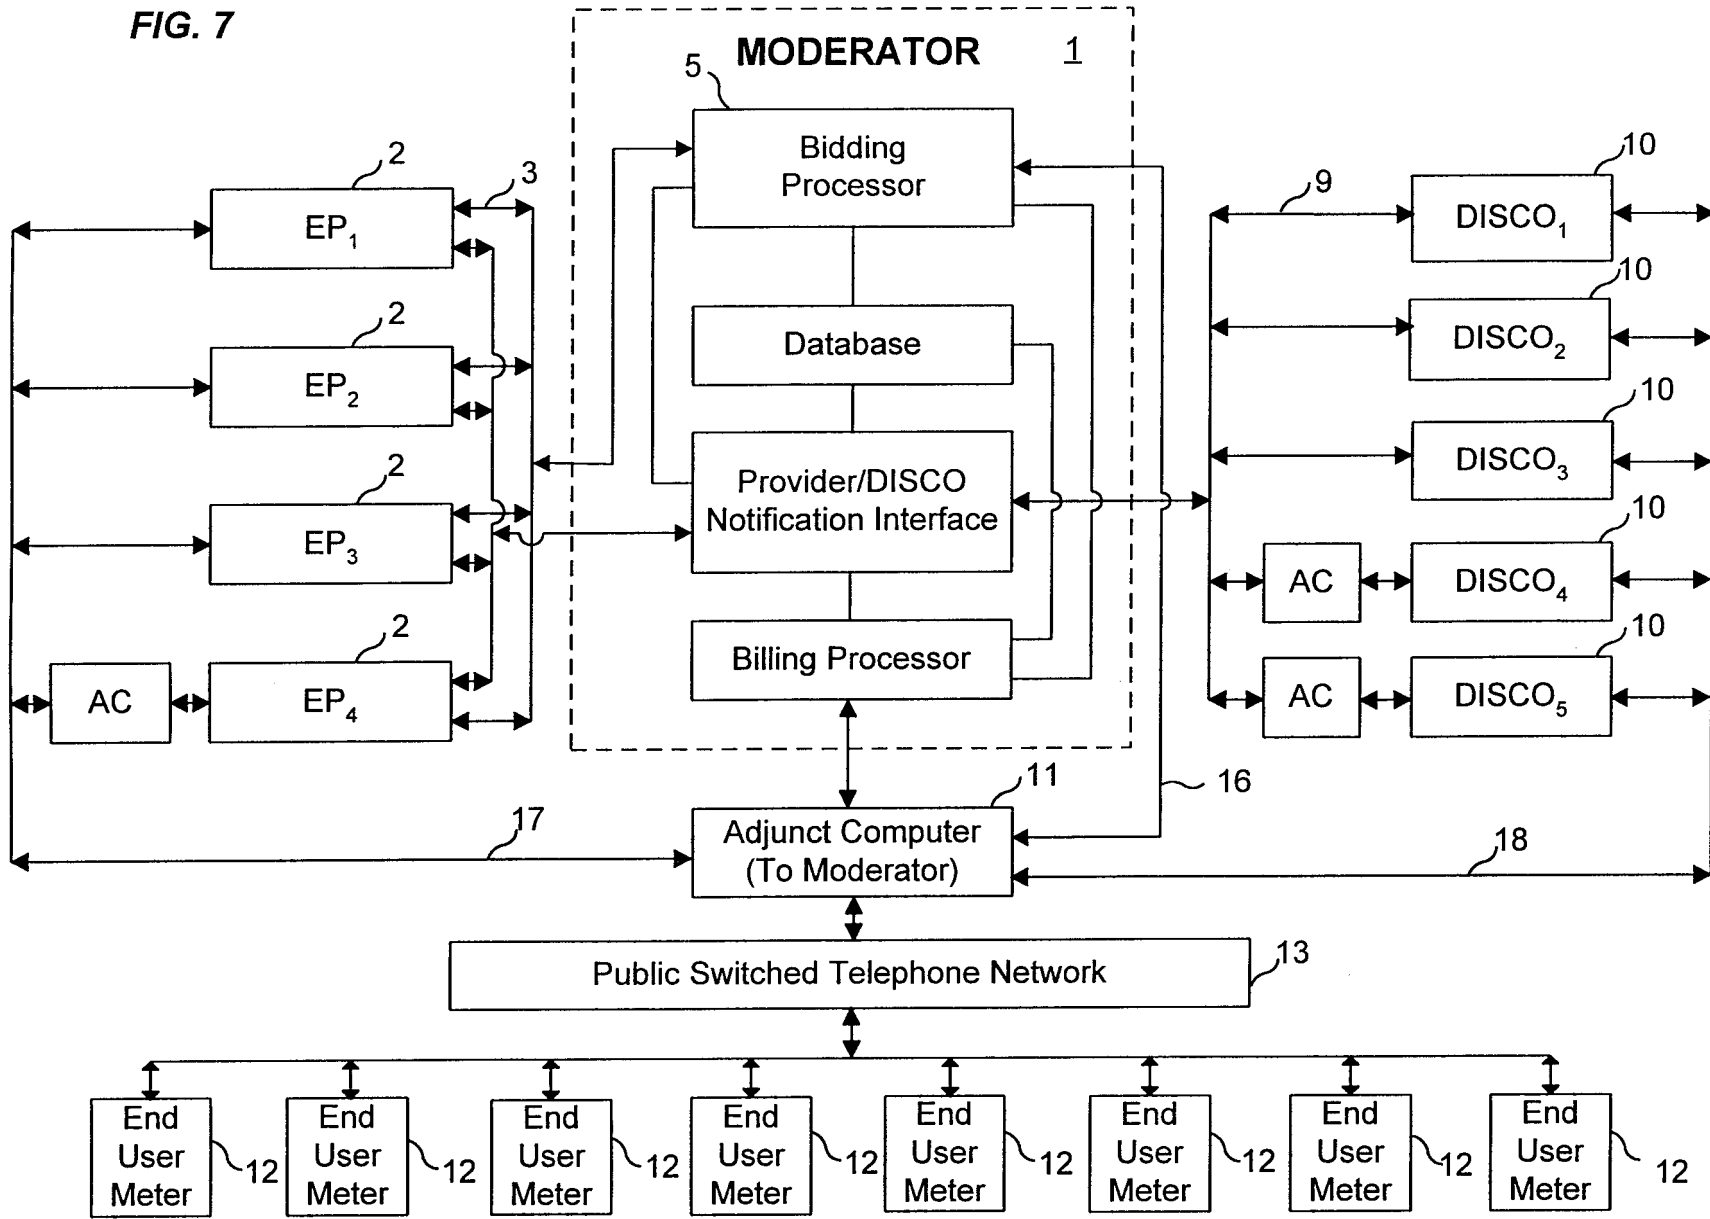 FIG. 7
MODERATOR 1
5
Bidding
Processor
Database
Provider/DISCO
Notification Interface
Billing Processor
2
3
EP1
2
EP2
2
EP3
2
AC
EP4
9
10
DISCO1
10
DISCO2
10
DISCO3
10
AC
DISCO4
10
AC
DISCO5
11
16
17
Adjunct Computer
(To Moderator)
18
Public Switched Telephone Network
13
End
User
Meter
12
End
User
Meter
12
End
User
Meter
12
End
User
Meter
12
End
User
Meter
12
End
User
Meter
12
End
User
Meter
12
End
User
Meter
12